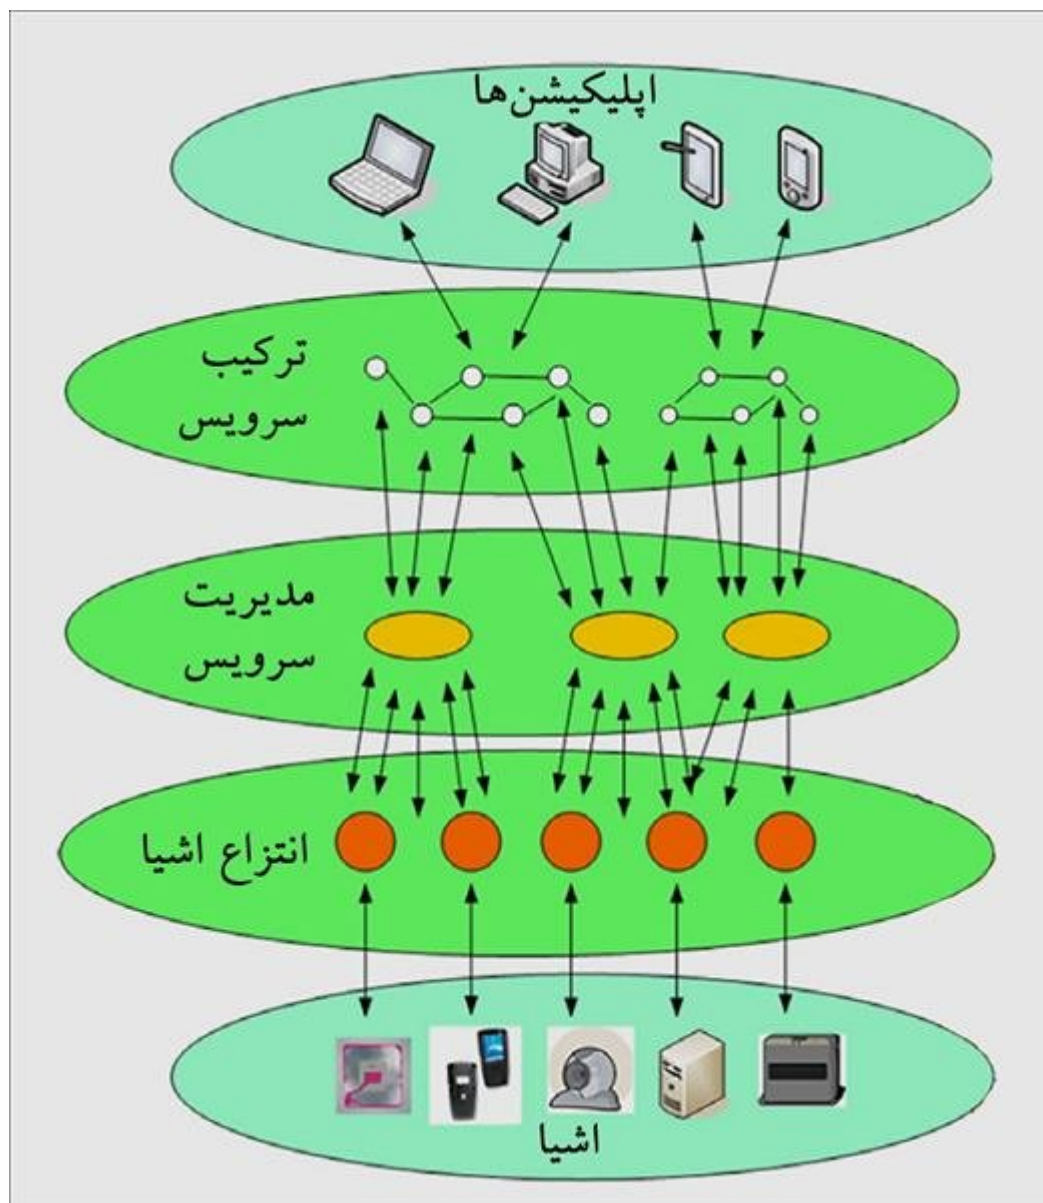 اپلیکیشن‌ها
ترکیب
سرویس
مدیریت
سرویس
انتزاع اشیا
اشیا